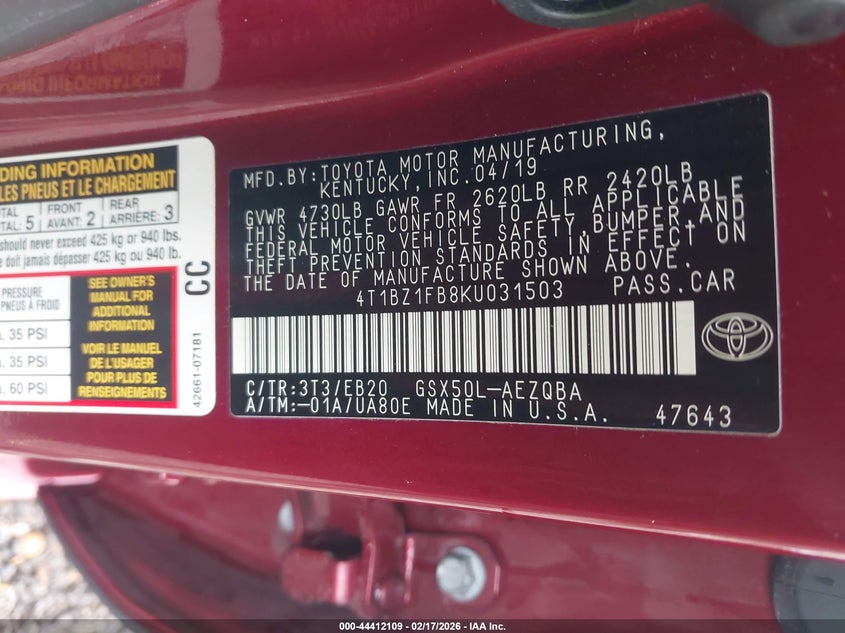 DING INFORMATION
LES PNEUS ET LE CHARGEMENT
TOTAL 5 FRONT 2 REAR 3
TAL: AVANT: ARRIÈRE:
should never exceed 425 kg or 940 lbs.
e doit jamais dépasser 425 kg ou 940 lb.
PRESSURE
PNEUS À FROID
35 PSI
35 PSI
60 PSI
SEE OWNER'S
MANUAL FOR
ADDITIONAL
INFORMATION
VOIR LE MANUEL
DE L'USAGER
POUR PLUS DE
RENSEIGNEMENTS
CC
42661-07181
MFD.BY:TOYOTA MOTOR MANUFACTURING,
KENTUCKY,INC.04/19
GVWR 4730LB GAWR FR 2620LB RR 2420LB
THIS VEHICLE CONFORMS TO ALL APPLICABLE
FEDERAL MOTOR VEHICLE SAFETY,BUMPER,AND
THEFT PREVENTION STANDARDS IN EFFECT ON
THE DATE OF MANUFACTURE SHOWN ABOVE.
4T1BZ1FB8KU031503 PASS.CAR
C/TR:3T3/EB20 GSX50L-AEZQBA
A/TM:-01A/UA80E MADE IN U.S.A. 47643
000-44412109 - 02/17/2026 - IAA Inc.